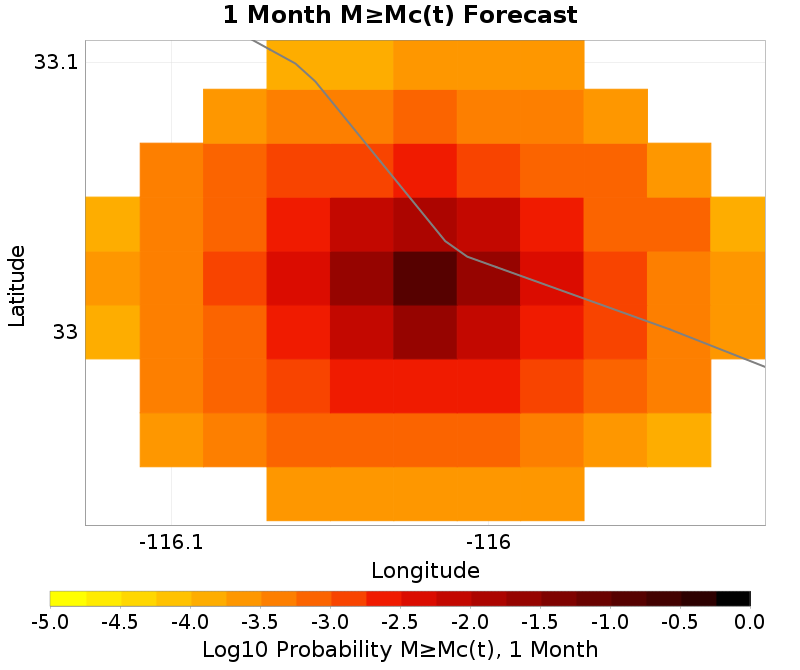 1 Month M≥Mc(t) Forecast
33.1
33
Latitude
-116.1 -116
Longitude
-5.0 -4.5 -4.0 -3.5 -3.0 -2.5 -2.0 -1.5 -1.0 -0.5 0.0
Log10 Probability M≥Mc(t), 1 Month